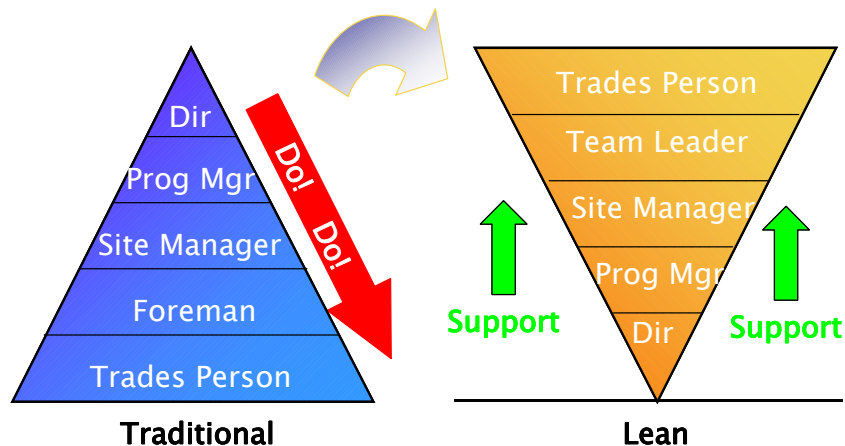 Dir
Prog Mgr
Site Manager
Foreman
Trades Person
Do! Do!
Traditional
Trades Person
Team Leader
Site Manager
Prog Mgr
Dir
Support
Support
Lean